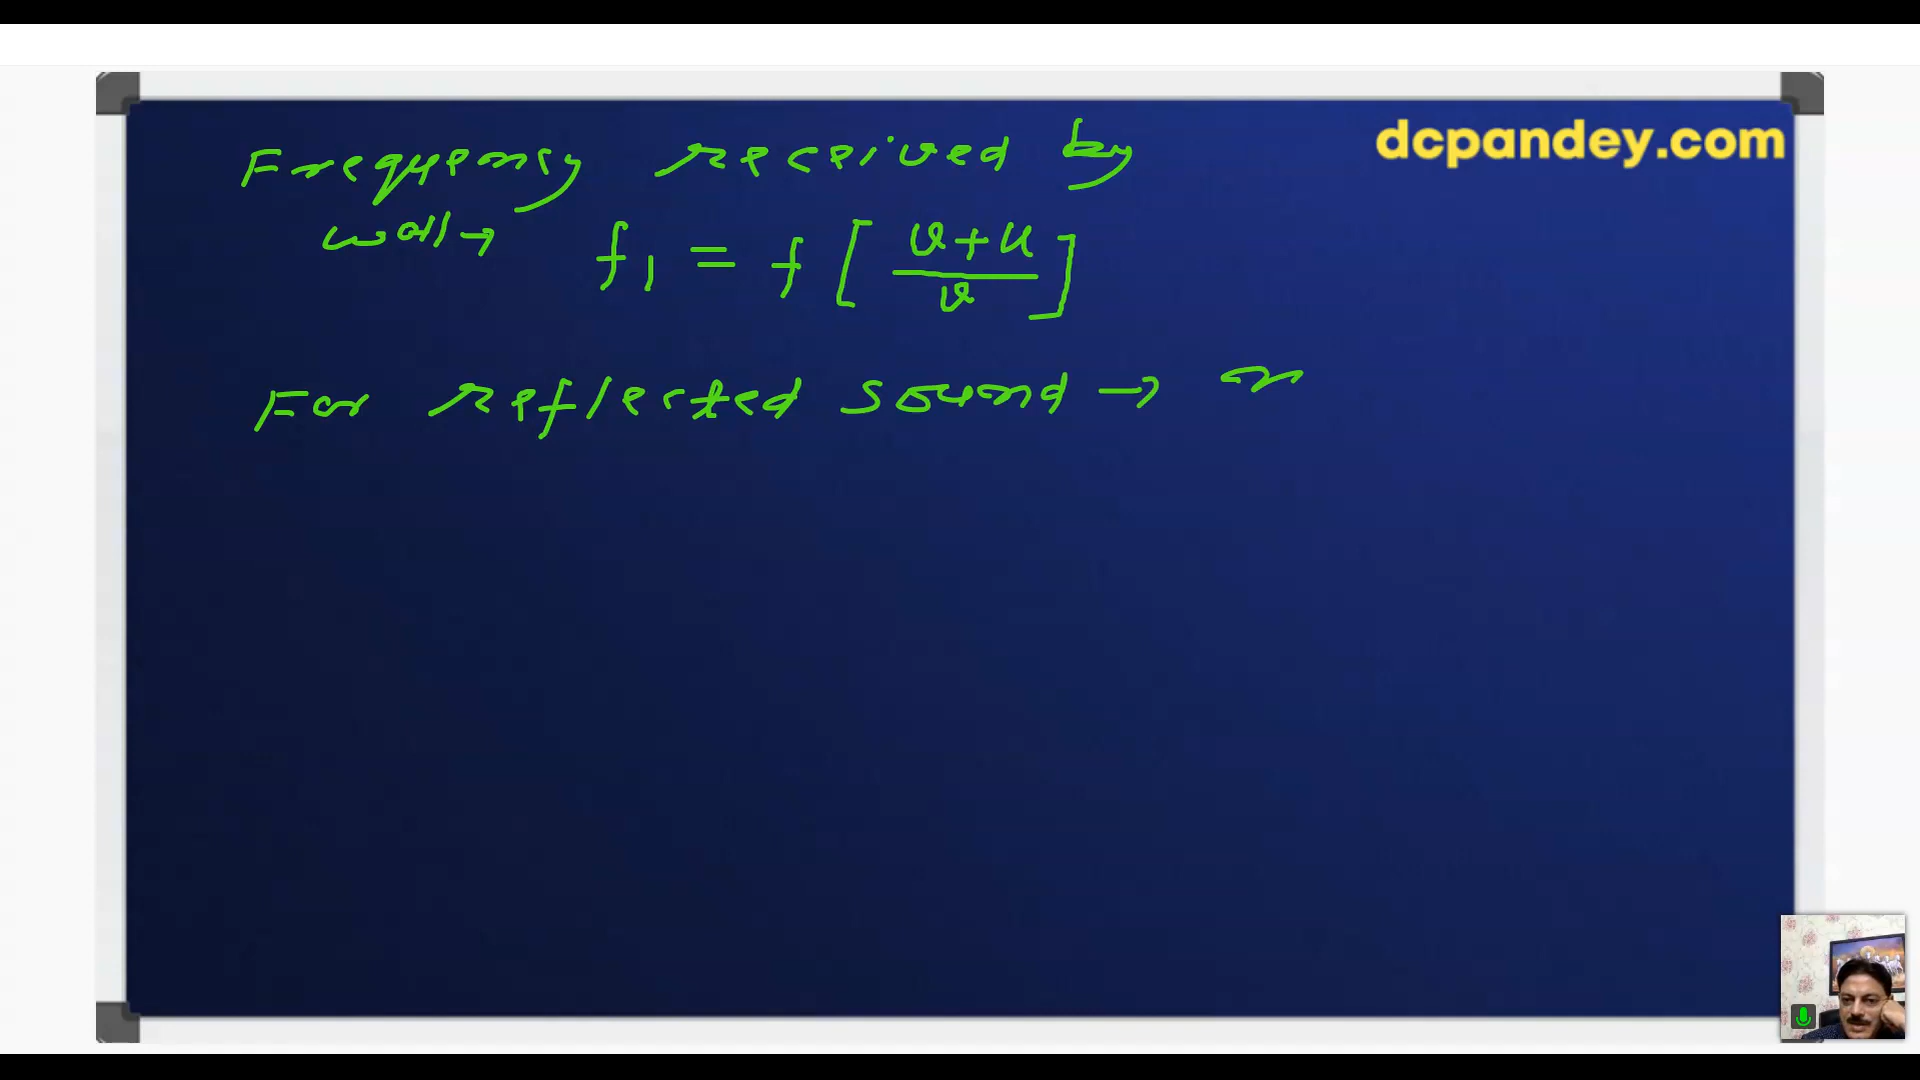 dcpandey.com
Frequency received by
wall → f₁ = f [ (v+u)/v ]
For reflected sound →